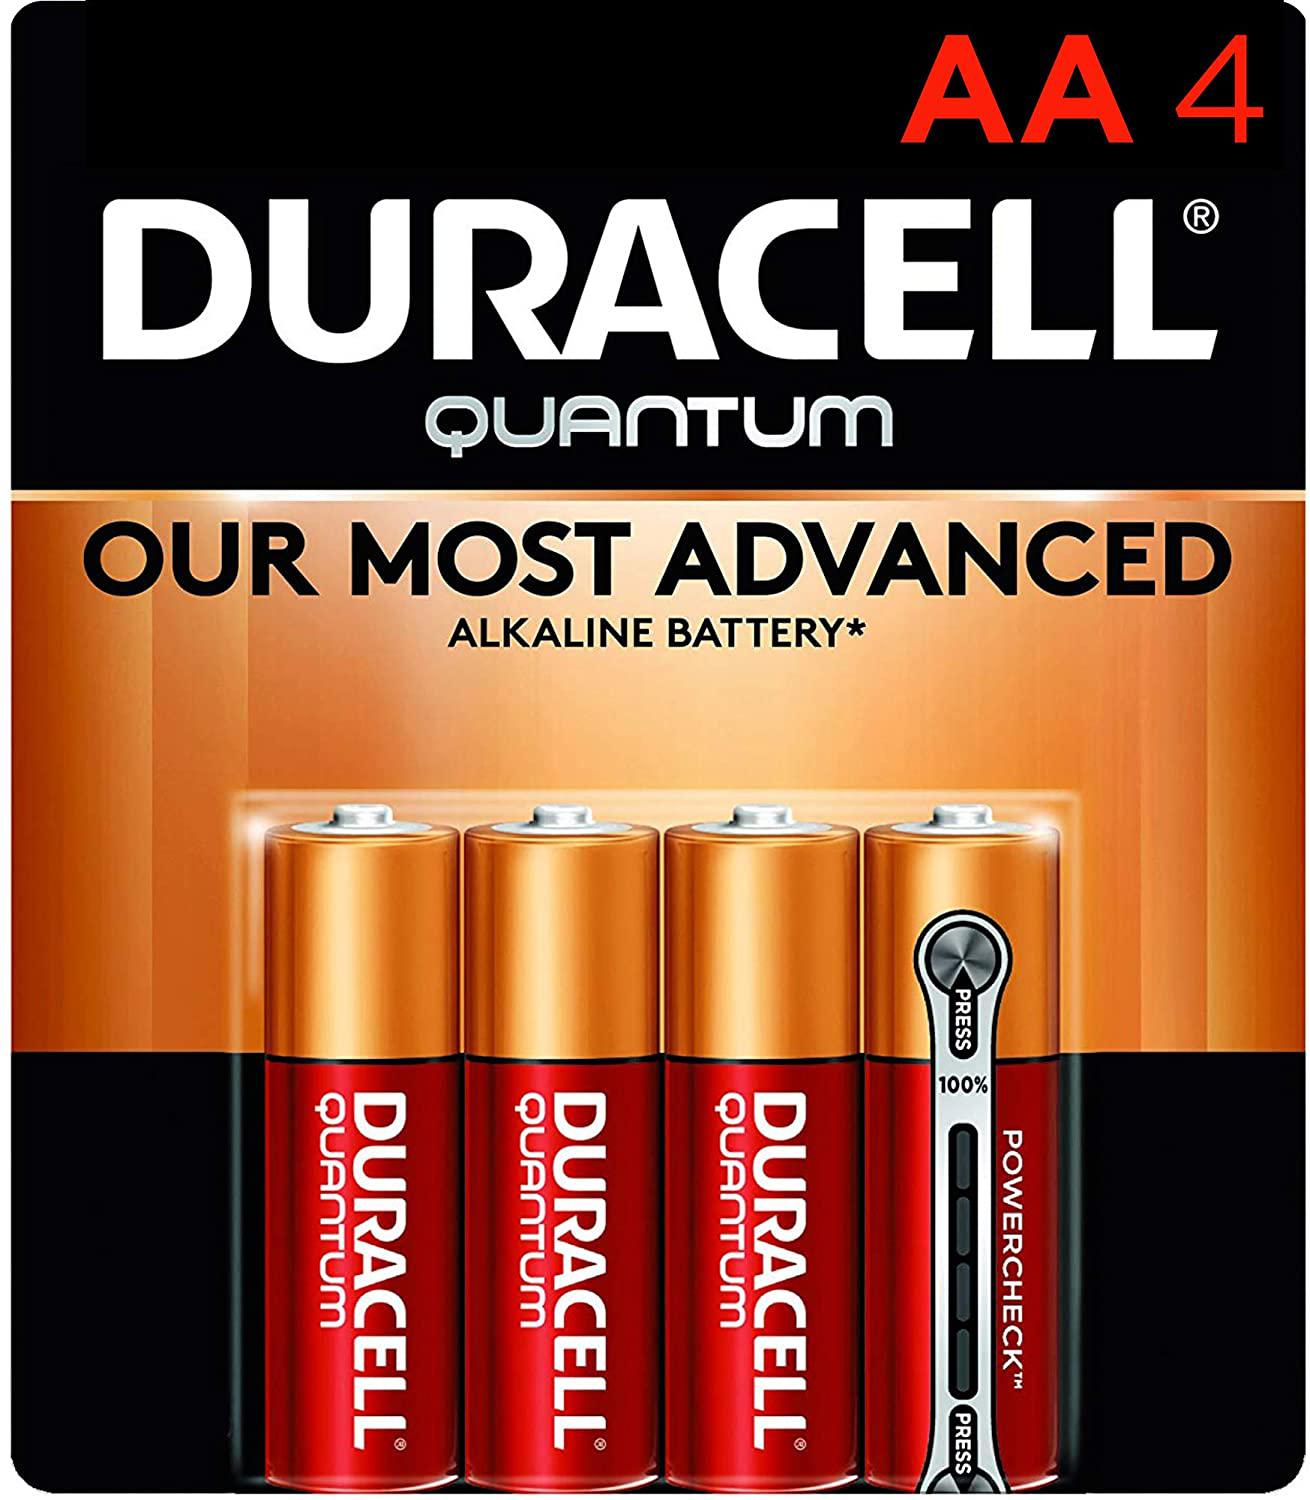 AA 4
DURACELL®
QUANTUM
OUR MOST ADVANCED
ALKALINE BATTERY*
DURACELL®
QUANTUM
DURACELL®
QUANTUM
DURACELL®
QUANTUM
PRESS
100%
POWERCHECK™
PRESS